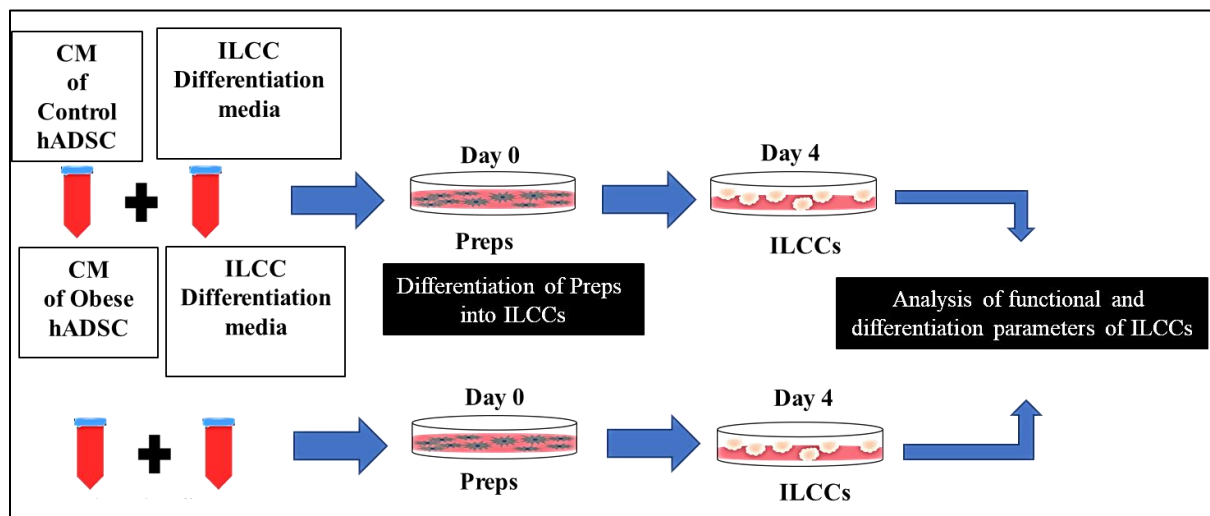 CM
of
Control
hADSC
ILCC
Differentiation
media
Day 0
Preps
Day 4
ILCCs
CM
of Obese
hADSC
ILCC
Differentiation
media
Differentiation of Preps
into ILCCs
Analysis of functional and
differentiation parameters of ILCCs
Day 0
Preps
Day 4
ILCCs